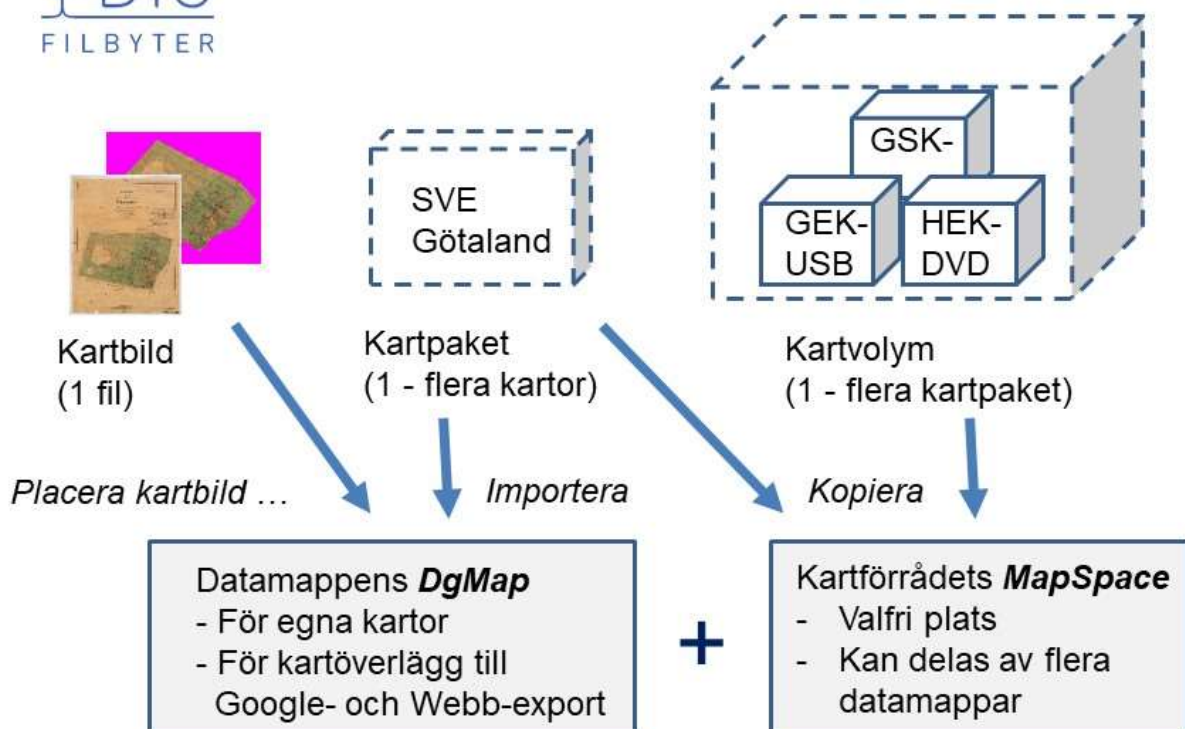 FILBYTER
SVE
Götaland
GSK-
GEK-
USB
HEK-
DVD
Kartbild
(1 fil)
Kartpaket
(1 - flera kartor)
Kartvolym
(1 - flera kartpaket)
Placera kartbild ...
Importera
Kopiera
Datamappens DgMap
- För egna kartor
- För kartöverlägg till
Google- och Webb-export
+
Kartförrådets MapSpace
- Valfri plats
- Kan delas av flera
datamappar